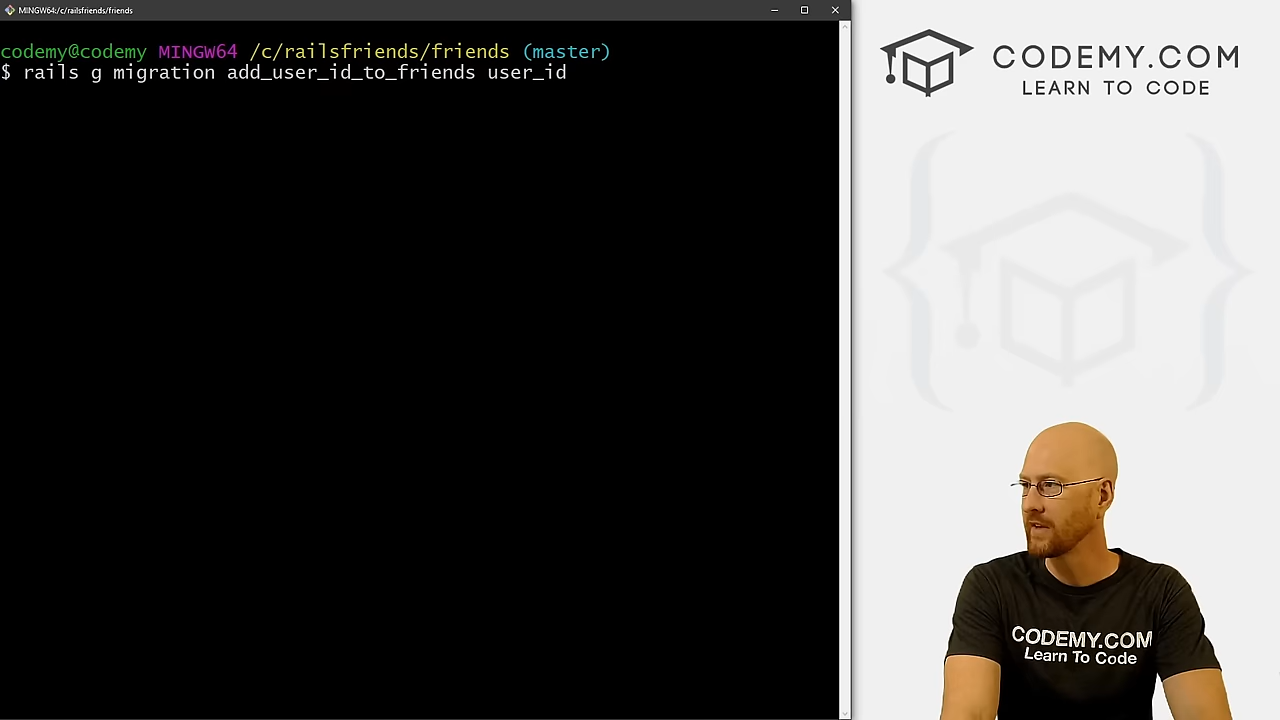 MINGW64:/c/railsfriends/friends
codemy@codemy MINGW64 /c/railsfriends/friends (master)
$ rails g migration add_user_id_to_friends user_id
CODEMY.COM
LEARN TO CODE
CODEMY.COM
Learn To Code